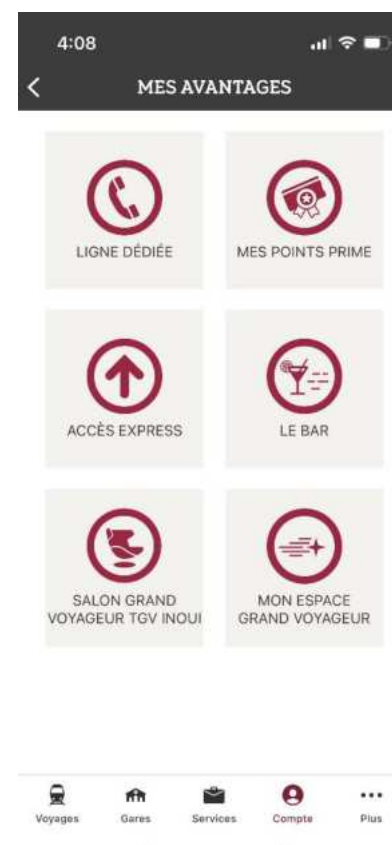 4:08
MES AVANTAGES
LIGNE DÉDIÉE
MES POINTS PRIME
ACCÈS EXPRESS
LE BAR
SALON GRAND
VOYAGEUR TGV INOUI
MON ESPACE
GRAND VOYAGEUR
Voyages
Gares
Services
Compte
Plus